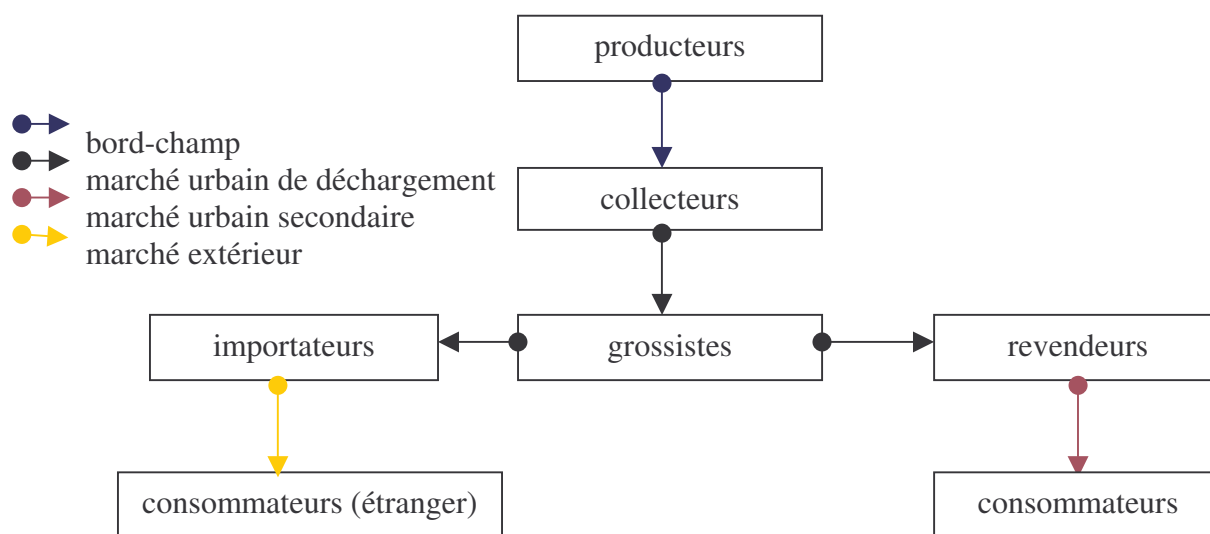 producteurs
bord-champ
marché urbain de déchargement
marché urbain secondaire
marché extérieur
collecteurs
importateurs
grossistes
revendeurs
consommateurs (étranger)
consommateurs